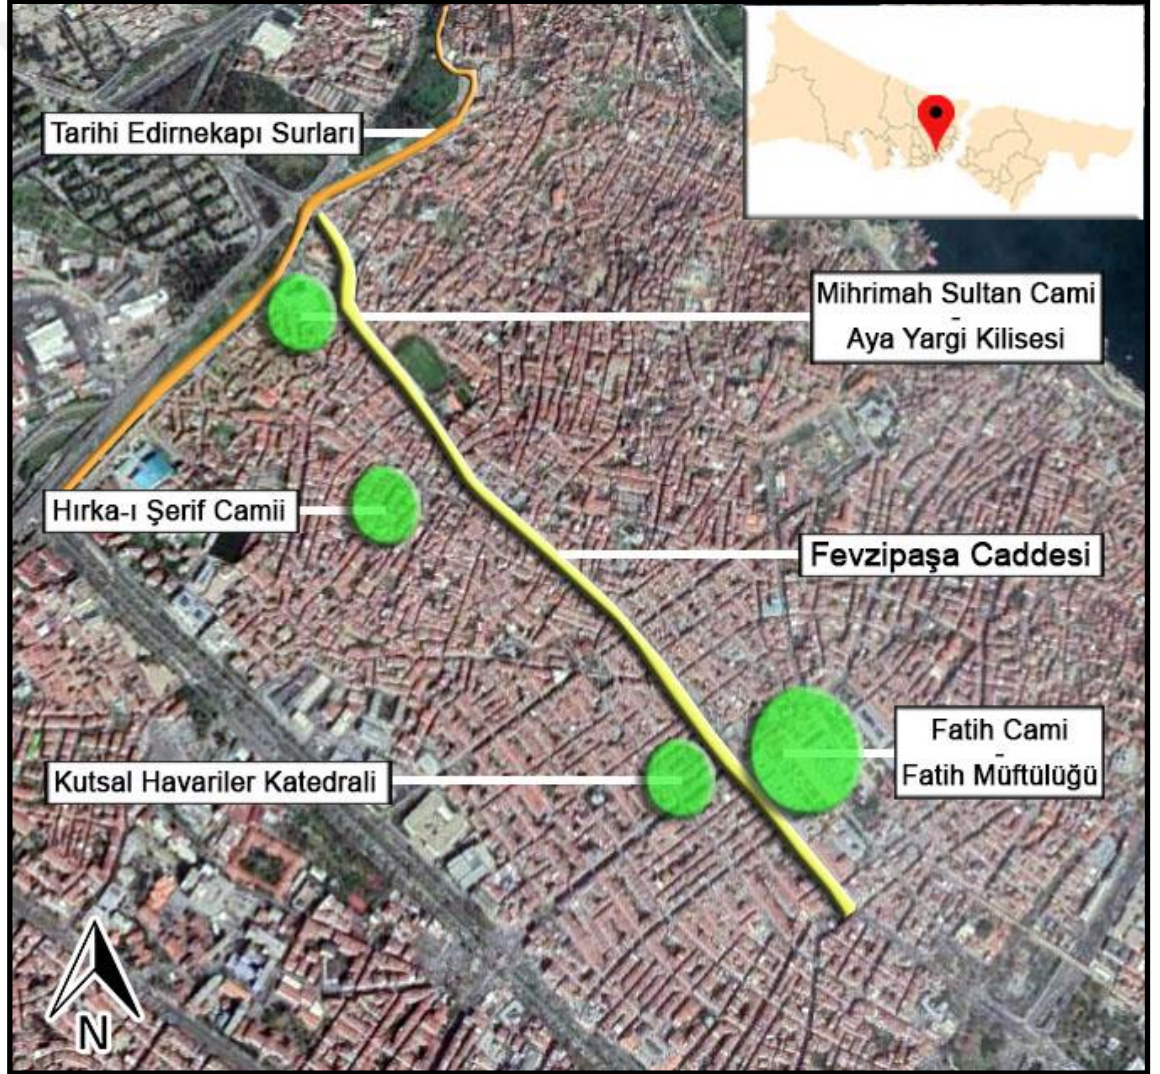 Tarihi Edirnekapı Surları
Mihrimah Sultan Cami
-
Aya Yargi Kilisesi
Hırka-ı Şerif Camii
Fevzipaşa Caddesi
Fatih Cami
-
Fatih Müftülüğü
Kutsal Havariler Katedrali
N